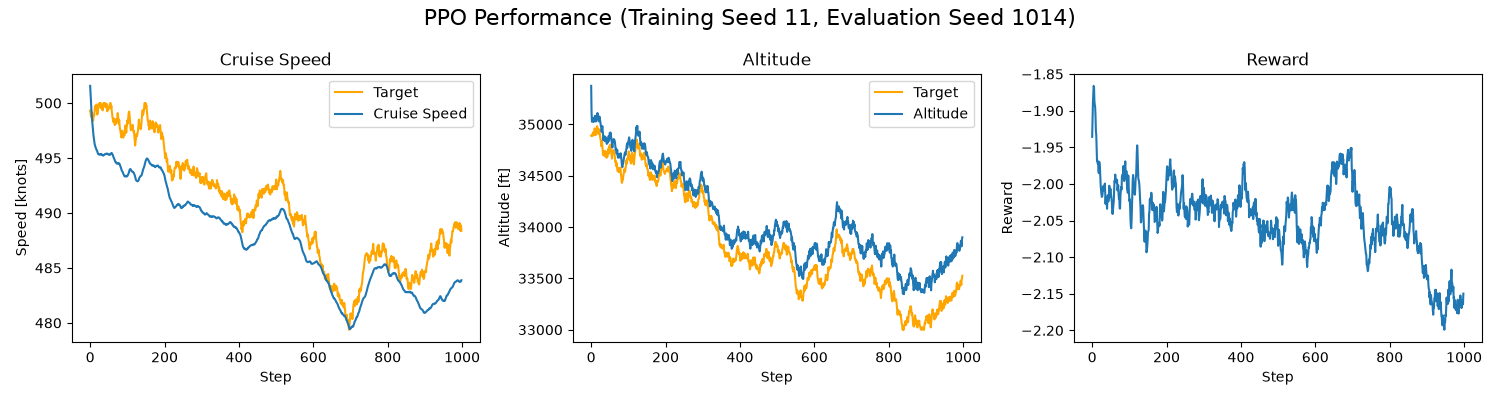 PPO Performance (Training Seed 11, Evaluation Seed 1014)
Cruise Speed
Target
Cruise Speed
500
495
490
485
480
Speed [knots]
0 200 400 600 800 1000
Step
Altitude
Target
Altitude
35000
34500
34000
33500
33000
Altitude [ft]
0 200 400 600 800 1000
Step
Reward
−1.85
−1.90
−1.95
−2.00
−2.05
−2.10
−2.15
−2.20
Reward
0 200 400 600 800 1000
Step